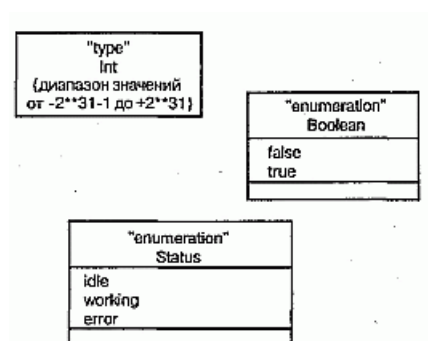 "type"
Int
{диапазон значений
от -2**31-1 до +2**31}
"enumeration"
Boolean
false
true
"enumeration"
Status
idle
working
error